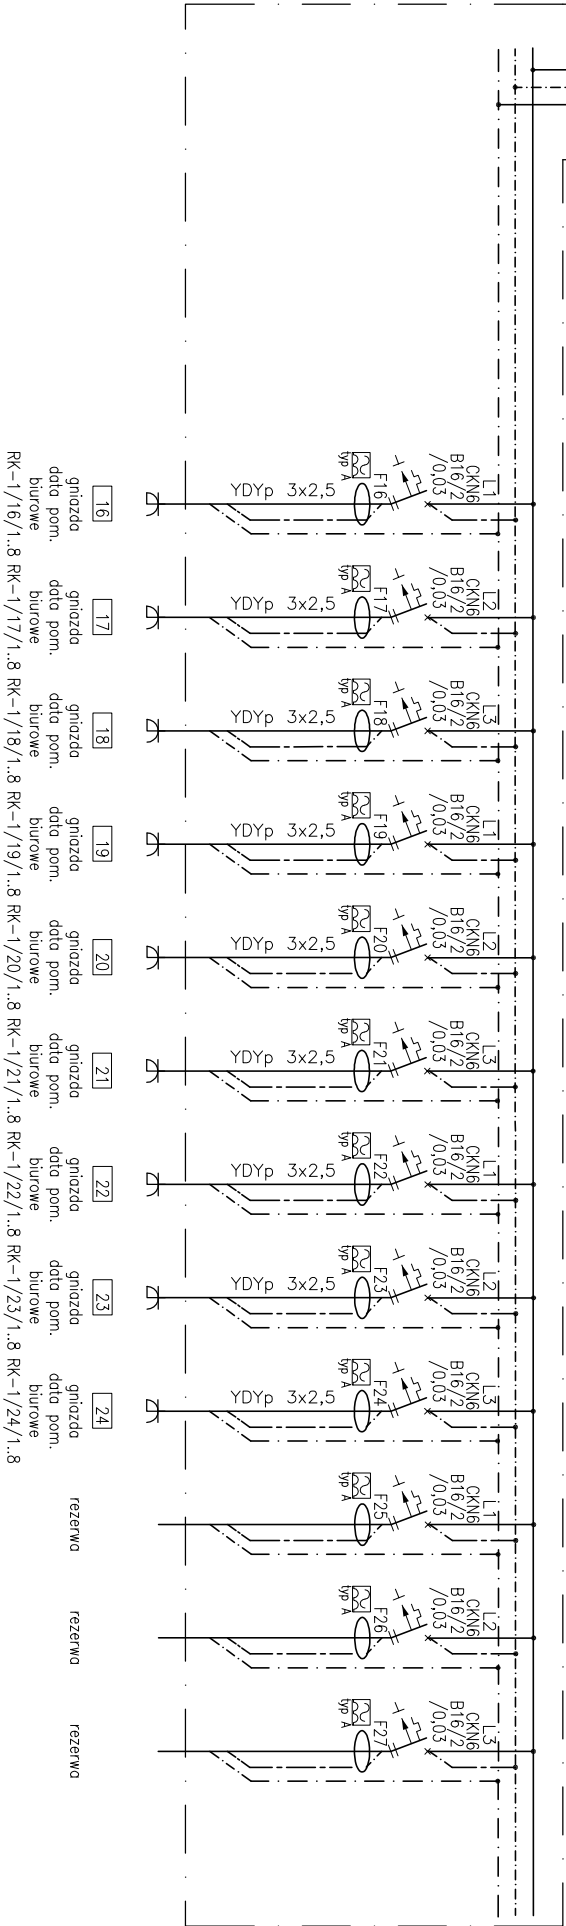 L1
CKN6
B16/2
/0,03
F16
typ A
YDYp 3x2,5
16
gniazda
data pom.
biurowe
RK-1/16/1..8
L2
CKN6
B16/2
/0,03
F17
typ A
YDYp 3x2,5
17
gniazda
data pom.
biurowe
RK-1/17/1..8
L3
CKN6
B16/2
/0,03
F18
typ A
YDYp 3x2,5
18
gniazda
data pom.
biurowe
RK-1/18/1..8
L1
CKN6
B16/2
/0,03
F19
typ A
YDYp 3x2,5
19
gniazda
data pom.
biurowe
RK-1/19/1..8
L2
CKN6
B16/2
/0,03
F20
typ A
YDYp 3x2,5
20
gniazda
data pom.
biurowe
RK-1/20/1..8
L3
CKN6
B16/2
/0,03
F21
typ A
YDYp 3x2,5
21
gniazda
data pom.
biurowe
RK-1/21/1..8
L1
CKN6
B16/2
/0,03
F22
typ A
YDYp 3x2,5
22
gniazda
data pom.
biurowe
RK-1/22/1..8
L2
CKN6
B16/2
/0,03
F23
typ A
YDYp 3x2,5
23
gniazda
data pom.
biurowe
RK-1/23/1..8
L3
CKN6
B16/2
/0,03
F24
typ A
YDYp 3x2,5
24
gniazda
data pom.
biurowe
RK-1/24/1..8
L1
CKN6
B16/2
/0,03
F25
typ A
rezerwa
L2
CKN6
B16/2
/0,03
F26
typ A
rezerwa
L3
CKN6
B16/2
/0,03
F27
typ A
rezerwa